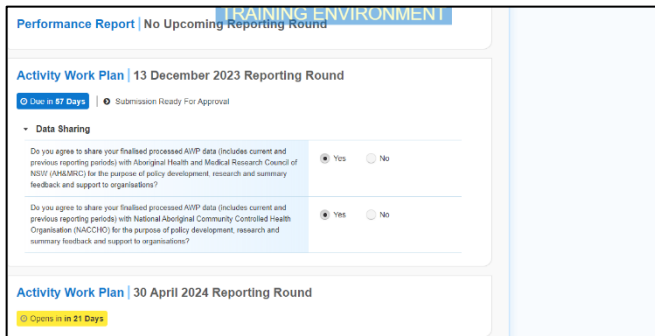 TRAINING ENVIRONMENT
Performance Report | No Upcoming Reporting Round
Activity Work Plan | 13 December 2023 Reporting Round
Due in 57 Days | Submission Ready For Approval
Data Sharing
Do you agree to share your finalised processed AWP data (includes current and
previous reporting periods) with Aboriginal Health and Medical Research Council of
NSW (AH&MRC) for the purpose of policy development, research and summary
feedback and support to organisations?
Yes No
Do you agree to share your finalised processed AWP data (includes current and
previous reporting periods) with National Aboriginal Community Controlled Health
Organisation (NACCHO) for the purpose of policy development, research and
summary feedback and support to organisations?
Yes No
Activity Work Plan | 30 April 2024 Reporting Round
Opens in in 21 Days